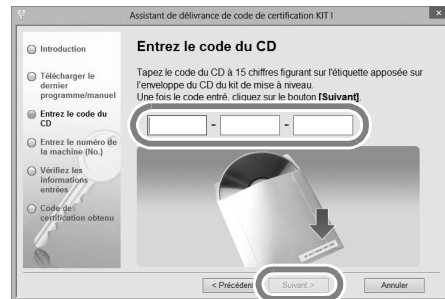 Assistant de délivrance de code de certification KIT I
Introduction
Télécharger le
dernier
programme/manuel
Entrez le code du
CD
Entrez le numéro de
la machine (No.)
Vérifiez les
informations
entrées
Code de
certification obtenu
Entrez le code du CD
Tapez le code du CD à 15 chiffres figurant sur l'étiquette apposée sur
l'enveloppe du CD du kit de mise à niveau.
Une fois le code entré, cliquez sur le bouton [Suivant].
- -
< Précédent
Suivant >
Annuler